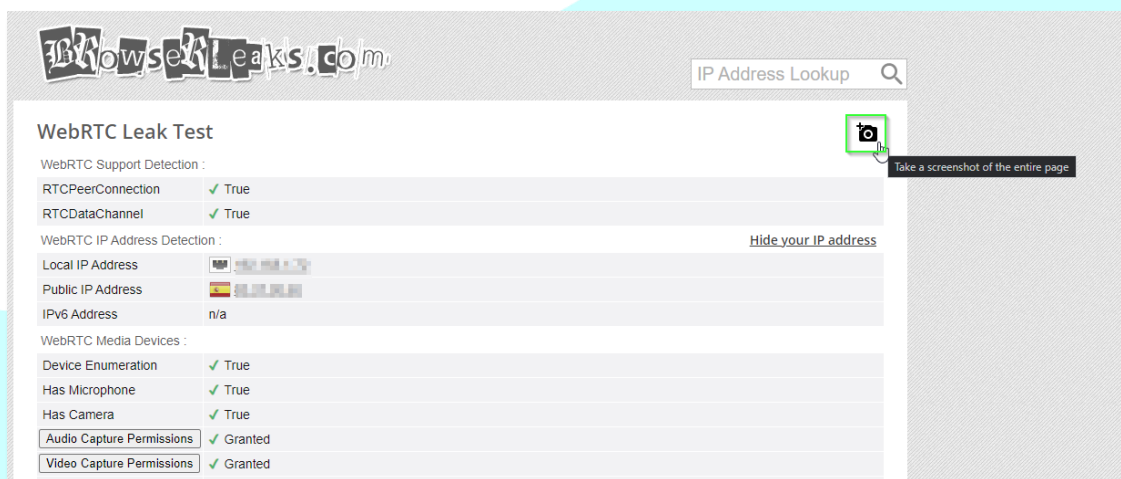 BRowseRLeaks.com
IP Address Lookup
WebRTC Leak Test
Take a screenshot of the entire page
WebRTC Support Detection :
RTCPeerConnection ✓ True
RTCDataChannel ✓ True
WebRTC IP Address Detection : Hide your IP address
Local IP Address
Public IP Address
IPv6 Address n/a
WebRTC Media Devices :
Device Enumeration ✓ True
Has Microphone ✓ True
Has Camera ✓ True
Audio Capture Permissions ✓ Granted
Video Capture Permissions ✓ Granted